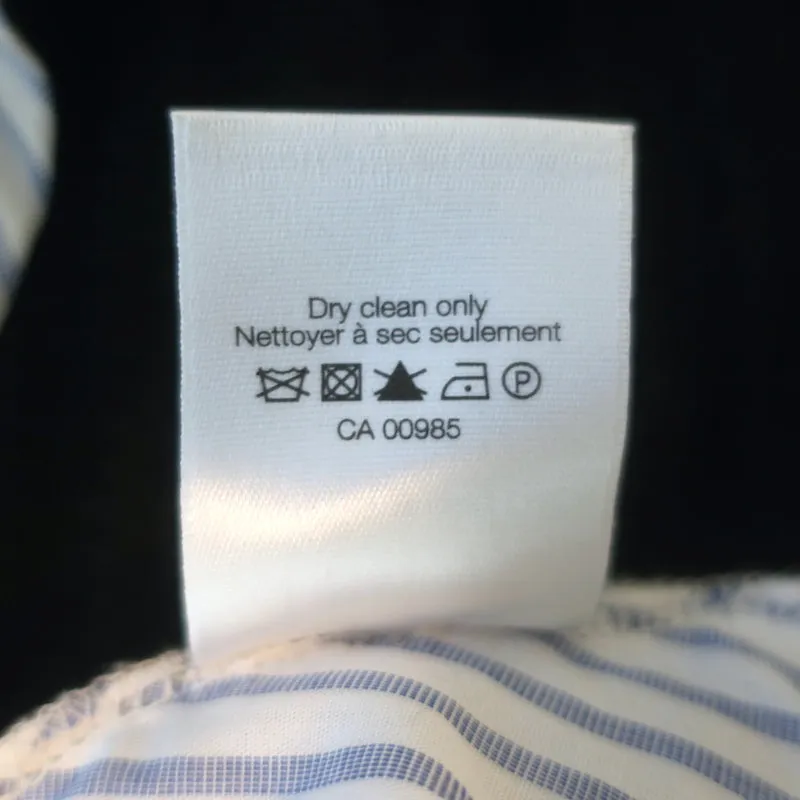 Dry clean only
Nettoyer à sec seulement
P
CA 00985